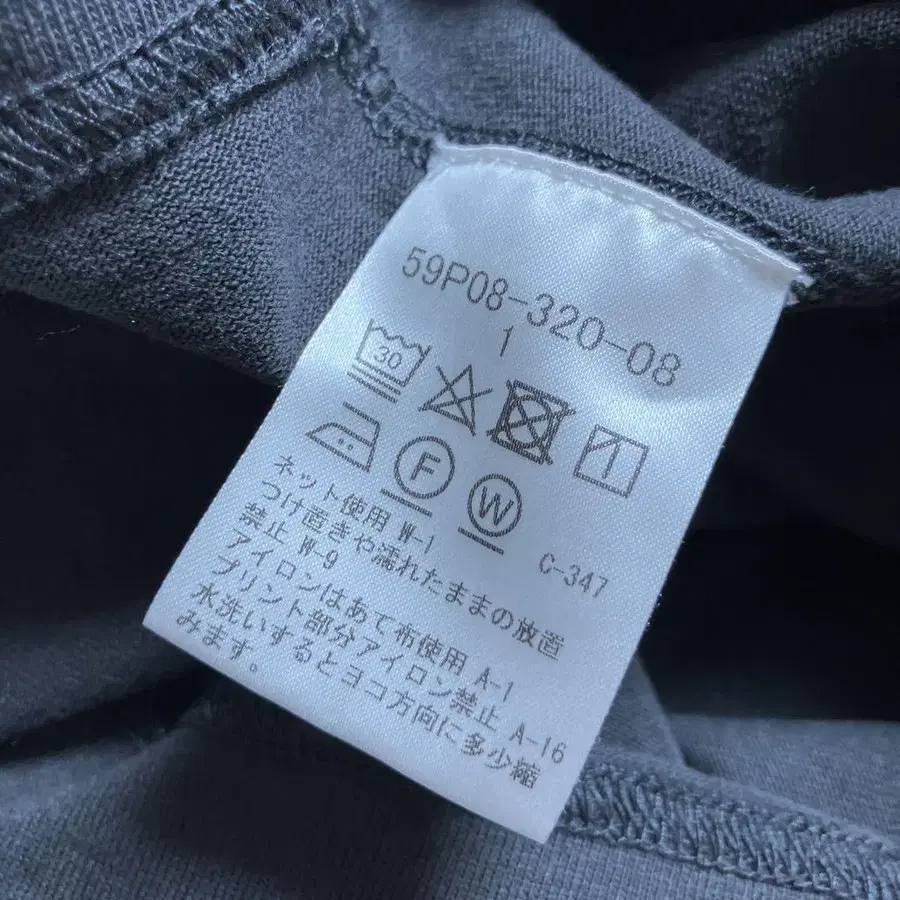 59P08-320-08
1
30
F
W
C-347
ネット使用 W-1
つけ置きや濡れたままの放置
禁止 W-9
アイロンはあて布使用 A-1
プリント部分アイロン禁止 A-16
水洗いするとヨコ方向に多少縮
みます。